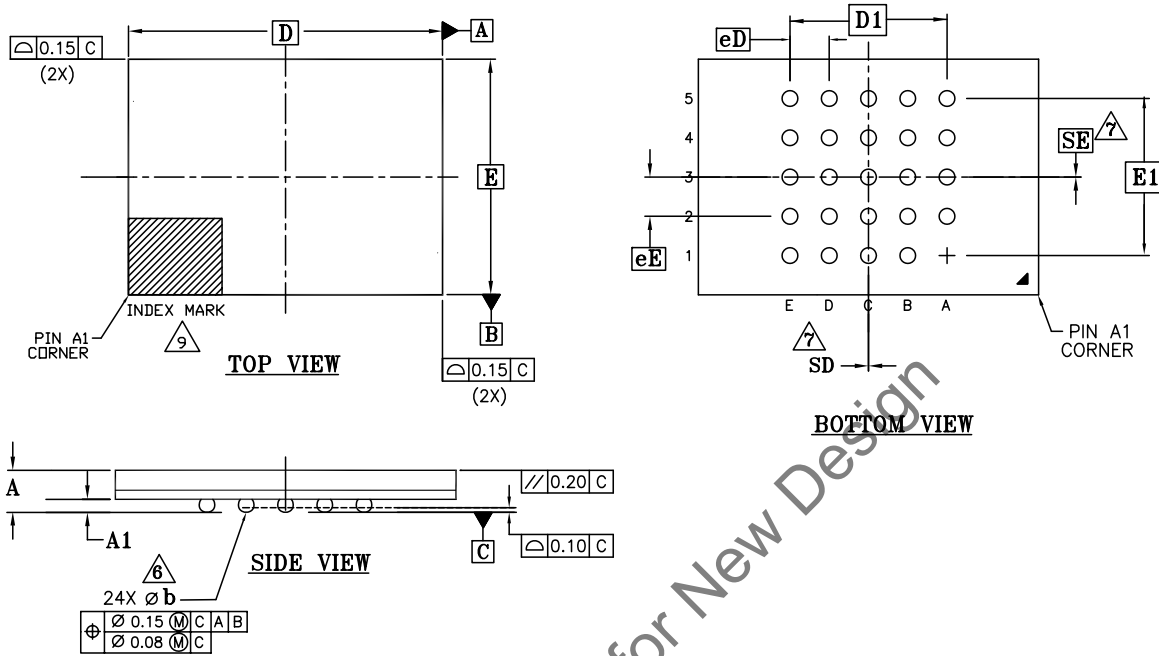 D
A
⌓ 0.15 C
(2X)
E
INDEX MARK
9
PIN A1
CORNER
B
⌓ 0.15 C
(2X)
TOP VIEW
D1
eD
5
4
3
2
1
SE
7
E1
eE
E D C B A
7
SD
PIN A1
CORNER
BOTTOM VIEW
A
A1
// 0.20 C
C
⌓ 0.10 C
SIDE VIEW
6
24X Ø b
⌖ Ø 0.15 Ⓜ C A B
Ø 0.08 Ⓜ C
for New Design